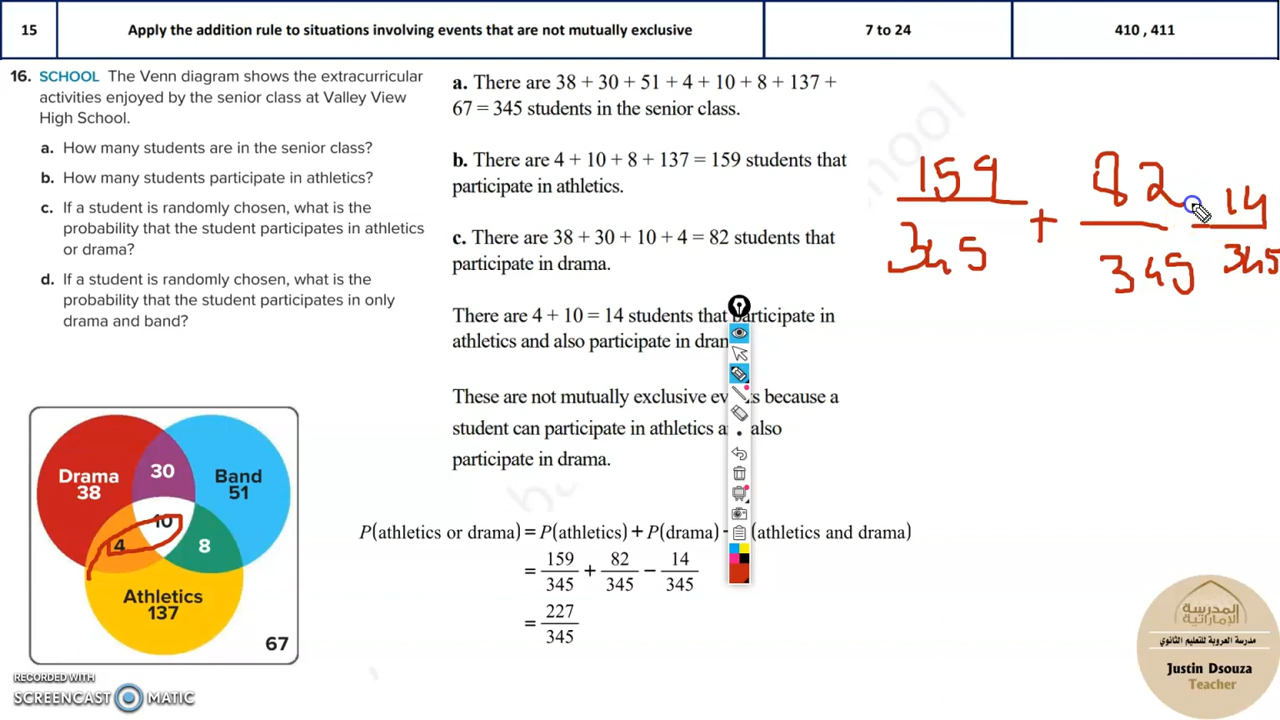 15 Apply the addition rule to situations involving events that are not mutually exclusive 7 to 24 410 , 411
16. SCHOOL The Venn diagram shows the extracurricular
activities enjoyed by the senior class at Valley View
High School.
a. How many students are in the senior class?
b. How many students participate in athletics?
c. If a student is randomly chosen, what is the
probability that the student participates in athletics
or drama?
d. If a student is randomly chosen, what is the
probability that the student participates in only
drama and band?
Drama
38
30
Band
51
10
4
8
Athletics
137
67
RECORDED WITH
SCREENCAST MATIC
a. There are 38 + 30 + 51 + 4 + 10 + 8 + 137 +
67 = 345 students in the senior class.
b. There are 4 + 10 + 8 + 137 = 159 students that
participate in athletics.
c. There are 38 + 30 + 10 + 4 = 82 students that
participate in drama.
There are 4 + 10 = 14 students that participate in
athletics and also participate in
These are not mutually exclusive because a
student can participate in athletics also
participate in drama.
P(athletics or drama) = P(athletics) + P(drama) − (athletics and drama)
= 159/345 + 82/345 − 14/345
= 227/345
159/345 + 82/345 14/345
المدرسة
الإماراتية
مدرسة العروبة للتعليم الثانوي
Justin Dsouza
Teacher